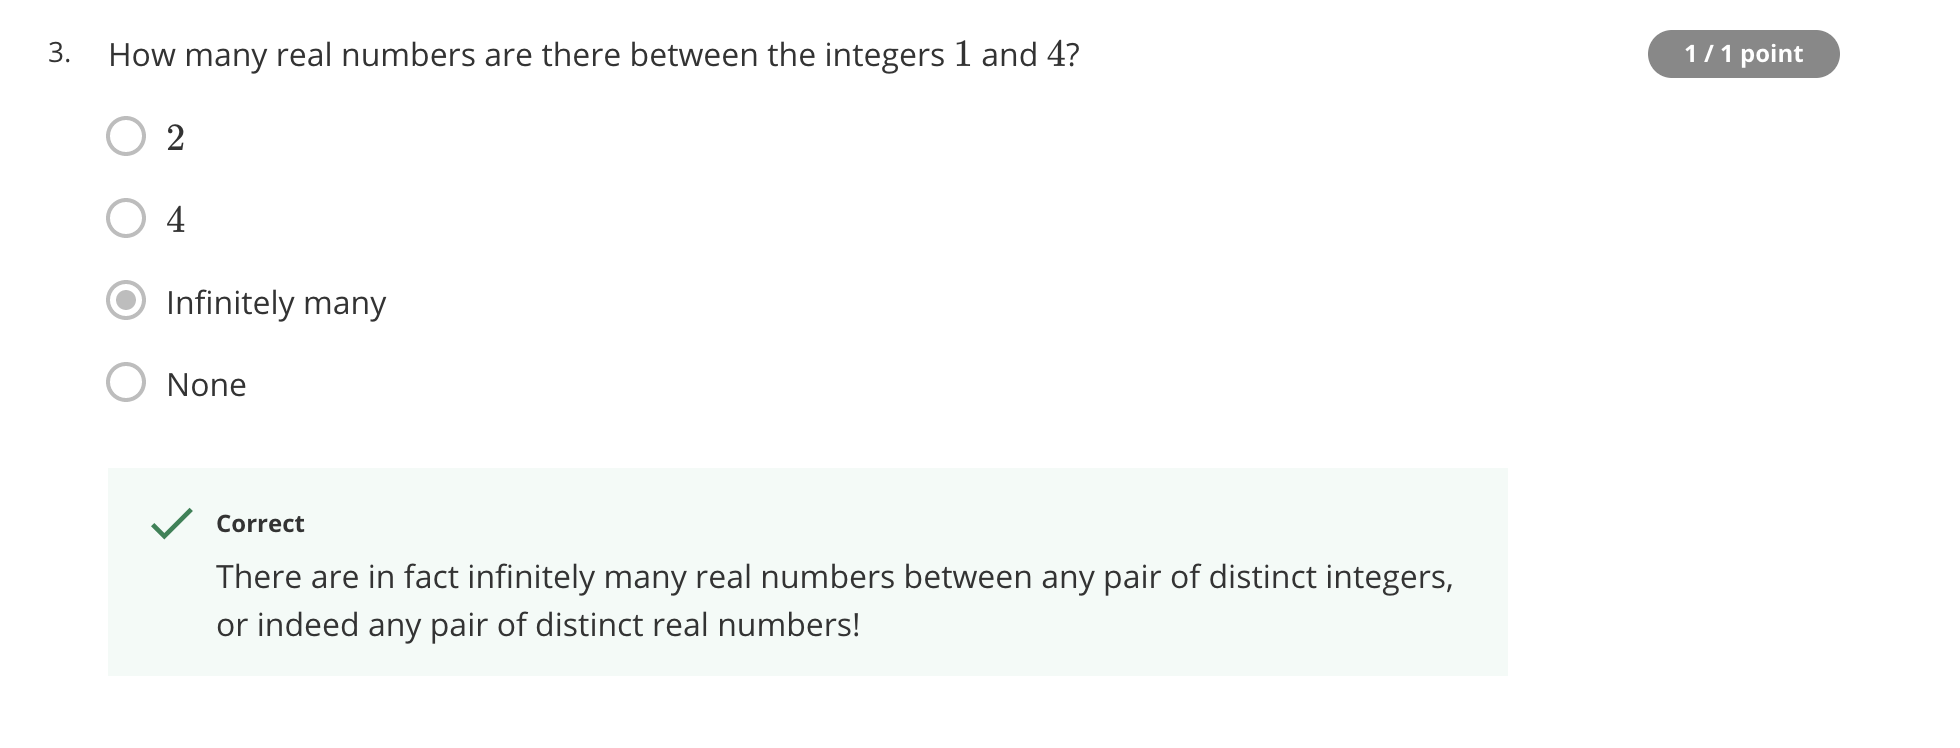 3. How many real numbers are there between the integers 1 and 4?
1 / 1 point
2
4
Infinitely many
None
Correct
There are in fact infinitely many real numbers between any pair of distinct integers,
or indeed any pair of distinct real numbers!